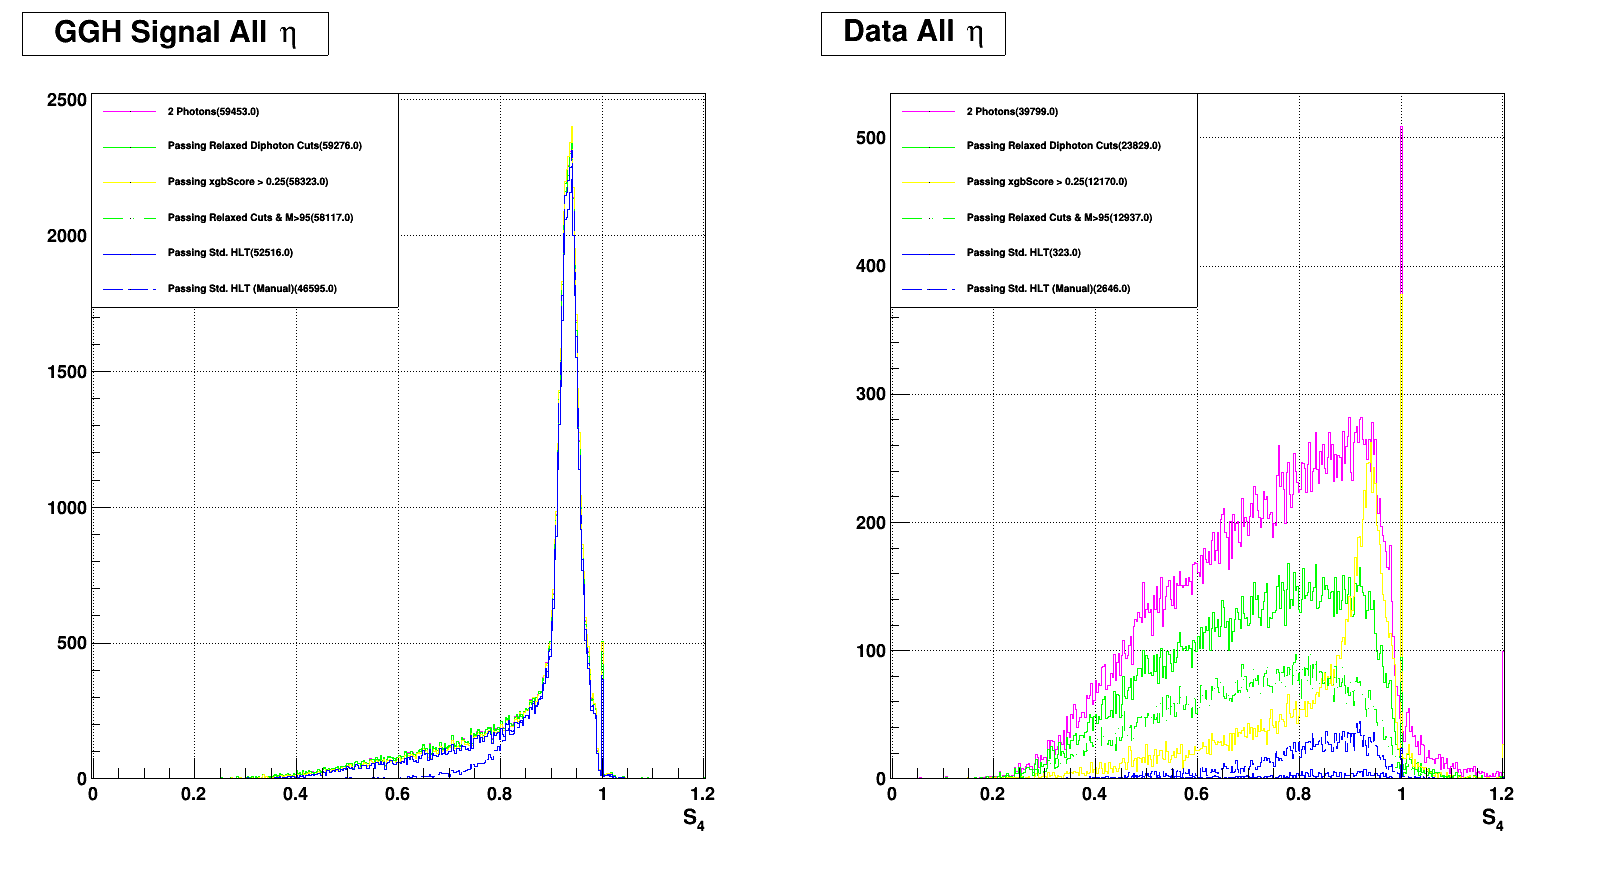 GGH Signal All η
2500
2000
1500
1000
500
0
2 Photons(59453.0)
Passing Relaxed Diphoton Cuts(59276.0)
Passing xgbScore > 0.25(58323.0)
Passing Relaxed Cuts & M>95(58117.0)
Passing Std. HLT(52516.0)
Passing Std. HLT (Manual)(46595.0)
0 0.2 0.4 0.6 0.8 1 1.2
S4
Data All η
500
400
300
200
100
0
2 Photons(39799.0)
Passing Relaxed Diphoton Cuts(23829.0)
Passing xgbScore > 0.25(12170.0)
Passing Relaxed Cuts & M>95(12937.0)
Passing Std. HLT(323.0)
Passing Std. HLT (Manual)(2646.0)
0 0.2 0.4 0.6 0.8 1 1.2
S4